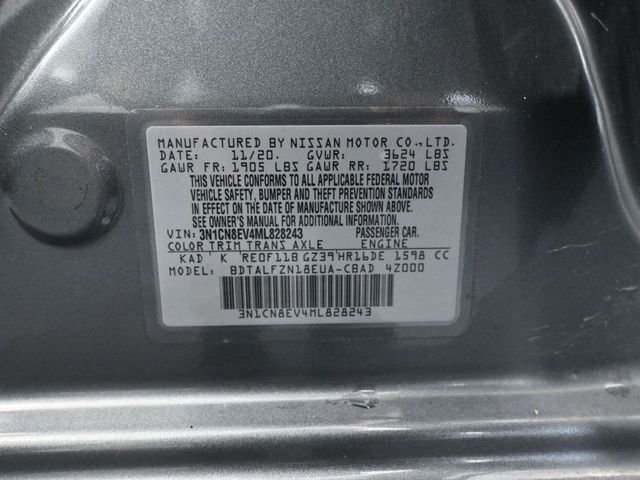 MANUFACTURED BY NISSAN MOTOR CO.,LTD.
DATE: 11/20. GVWR: 3624 LBS
GAWR FR: 1905 LBS GAWR RR: 1720 LBS
THIS VEHICLE CONFORMS TO ALL APPLICABLE FEDERAL MOTOR
VEHICLE SAFETY, BUMPER AND THEFT PREVENTION STANDARDS
IN EFFECT ON THE DATE OF MANUFACTURE SHOWN ABOVE.
SEE OWNER'S MANUAL FOR ADDITIONAL INFORMATION.
VIN: 3N1CN8EV4ML828243 PASSENGER CAR.
COLOR TRIM TRANS AXLE ENGINE
KAD K RE0F11B GZ39 HR16DE 1598 CC
MODEL: BDTALFZN18EUA-CBAD 4Z000
3N1CN8EV4ML828243